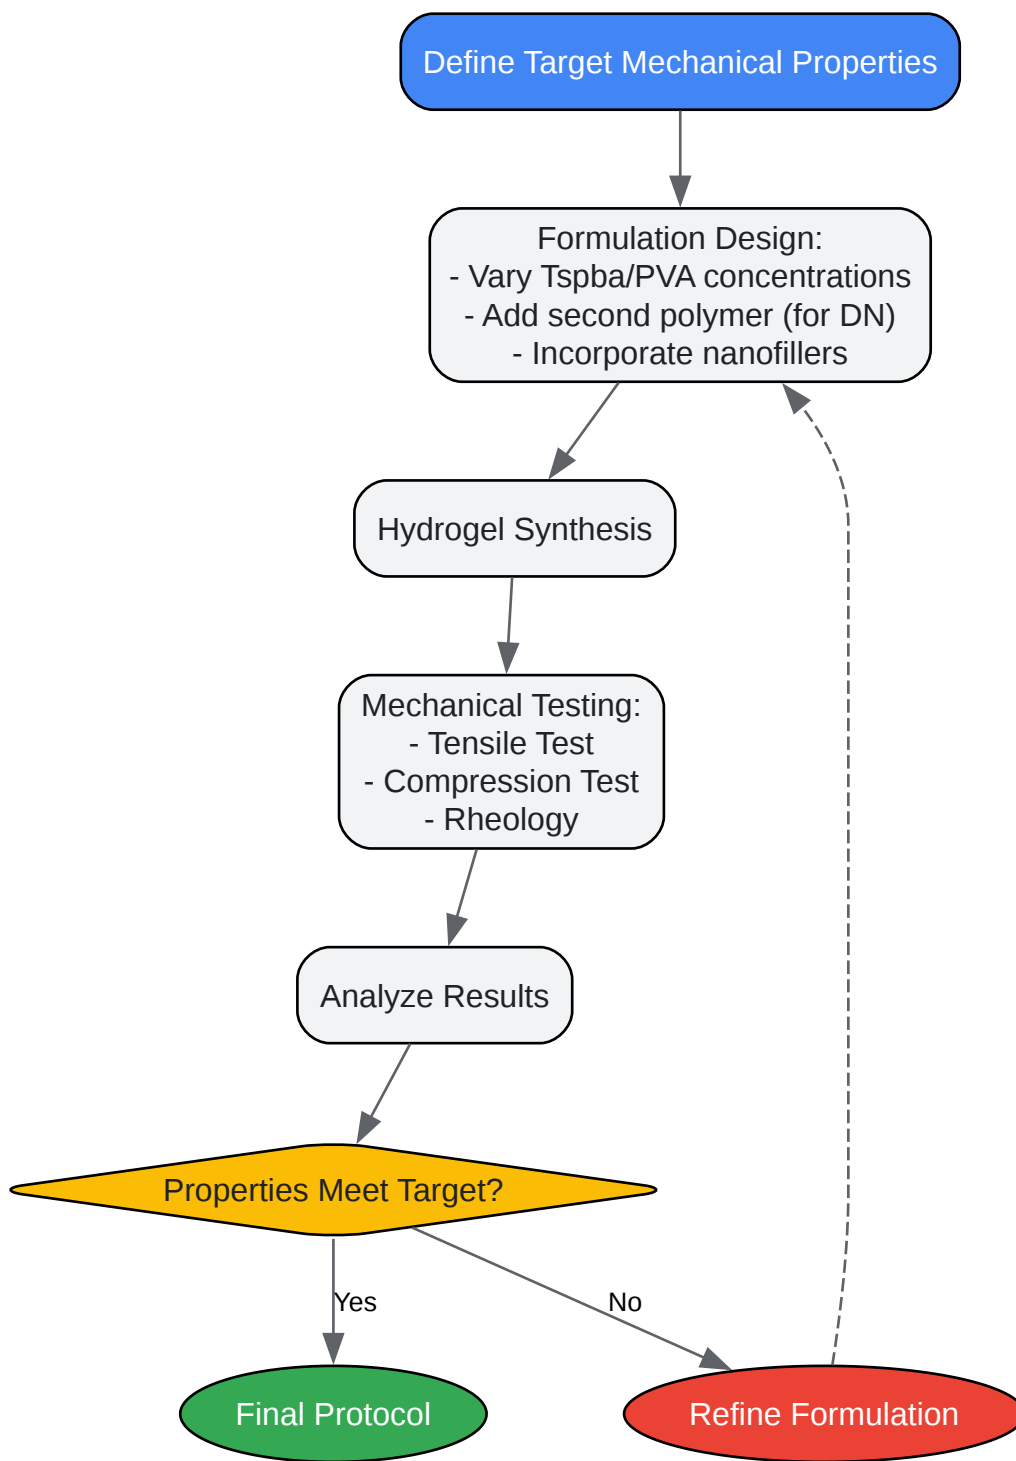 Define Target Mechanical Properties
Formulation Design:
- Vary Tspba/PVA concentrations
- Add second polymer (for DN)
- Incorporate nanofillers
Hydrogel Synthesis
Mechanical Testing:
- Tensile Test
- Compression Test
- Rheology
Analyze Results
Properties Meet Target?
Yes
No
Final Protocol
Refine Formulation